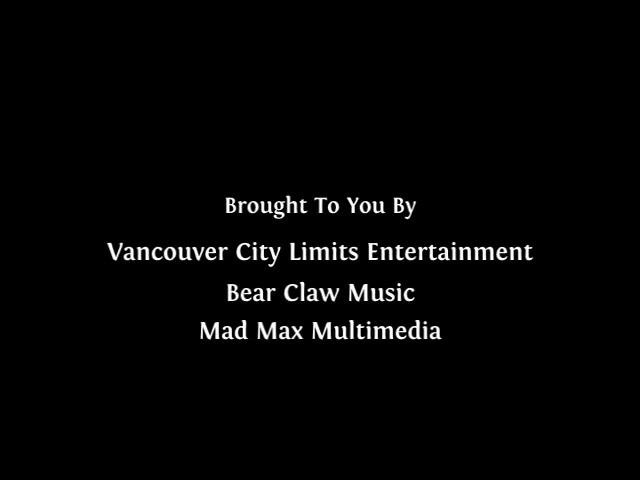 Brought To You By
Vancouver City Limits Entertainment
Bear Claw Music
Mad Max Multimedia